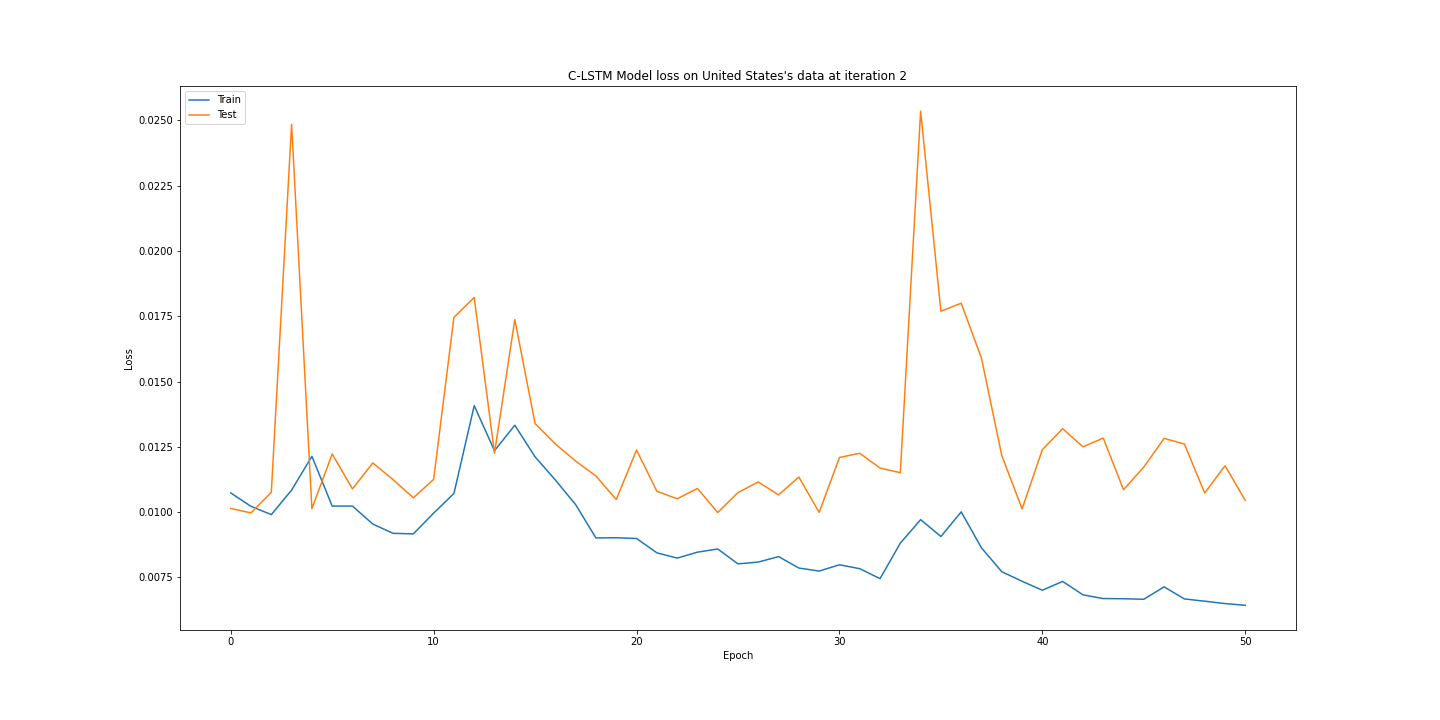 C-LSTM Model loss on United States's data at iteration 2
Train
Test
0.0250
0.0225
0.0200
0.0175
0.0150
0.0125
0.0100
0.0075
Loss
0 10 20 30 40 50
Epoch